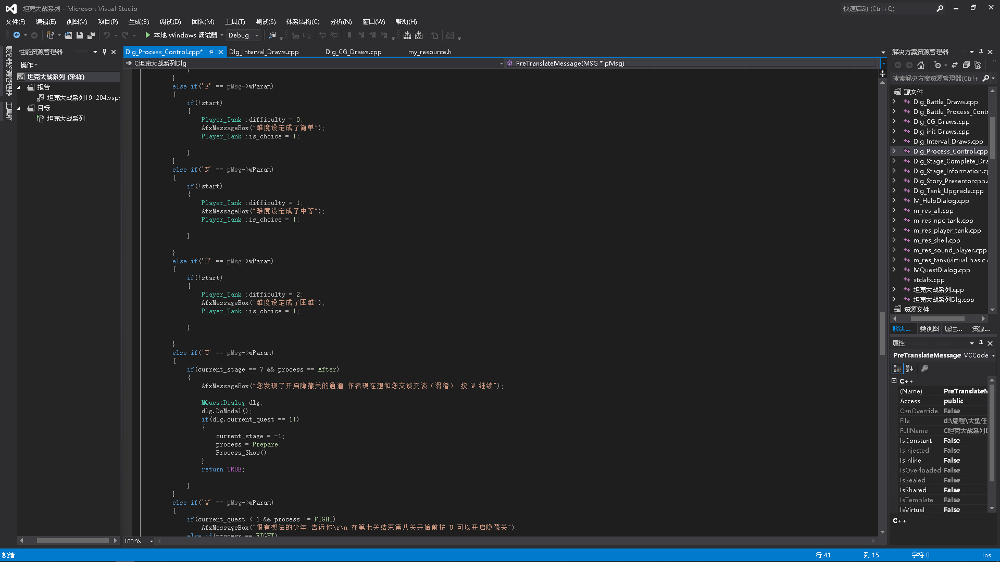 坦克大战系列 - Microsoft Visual Studio
快速启动 (Ctrl+Q)
文件(F) 编辑(E) 视图(V) 项目(P) 生成(B) 调试(D) 团队(M) 工具(T) 测试(S) 体系结构(C) 分析(N) 窗口(W) 帮助(H)
本地 Windows 调试器 Debug
服务器资源管理器
工具箱
性能资源管理器
操作
坦克大战系列 (采样)
报告
坦克大战系列191204.vsp
目标
坦克大战系列
Dlg_Process_Control.cpp* Dlg_Interval_Draws.cpp Dlg_CG_Draws.cpp my_resource.h
C坦克大战系列Dlg PreTranslateMessage(MSG * pMsg)
}
}
else if('E' == pMsg->wParam)
{
if(!start)
{
Player_Tank::difficulty = 0;
AfxMessageBox("难度设定成了简单");
Player_Tank::is_choice = 1;
}
}
else if('N' == pMsg->wParam)
{
if(!start)
{
Player_Tank::difficulty = 1;
AfxMessageBox("难度设定成了中等");
Player_Tank::is_choice = 1;
}
}
else if('H' == pMsg->wParam)
{
if(!start)
{
Player_Tank::difficulty = 2;
AfxMessageBox("难度设定成了困难");
Player_Tank::is_choice = 1;
}
}
else if('U' == pMsg->wParam)
{
if(current_stage == 7 && process == After)
{
AfxMessageBox("您发现了开启隐藏关的通道 作者现在想和您交谈交谈（滑稽） 按 W 继续");
MQuestDialog dlg;
dlg.DoModal();
if(dlg.current_quest == 11)
{
current_stage = -1;
process = Prepare;
Process_Show();
}
return TRUE;
}
}
else if('W' == pMsg->wParam)
{
if(current_quest < 1 && process != FIGHT)
AfxMessageBox("很有想法的少年 告诉你\r\n 在第七关结束第八关开始前按 U 可以开启隐藏关");
else if(process == FIGHT)
100 %
解决方案资源管理器
搜索解决方案资源管理器(Ctrl+
源文件
Dlg_Battle_Draws.cpp
Dlg_Battle_Process_Contr
Dlg_CG_Draws.cpp
Dlg_init_Draws.cpp
Dlg_Interval_Draws.cpp
Dlg_Process_Control.cpp
Dlg_Stage_Complete_Dra
Dlg_Stage_Information.cp
Dlg_Story_Presentorcpp.
Dlg_Tank_Upgrade.cpp
M_HelpDialog.cpp
m_res_all.cpp
m_res_npc_tank.cpp
m_res_player_tank.cpp
m_res_shell.cpp
m_res_sound_player.cpp
m_res_tank(virtual basic
MQuestDialog.cpp
stdafx.cpp
坦克大战系列.cpp
坦克大战系列Dlg.cpp
资源文件
解决... 类视图 属性... 资源...
属性
PreTranslateMessage VCCode
C++
(Name) PreTranslateM
Access public
CanOverride False
File d:\编程\大型任
FullName C坦克大战系列D
IsConstant False
IsInjected False
IsInline False
IsOverloaded False
IsSealed False
IsShared False
IsTemplate False
IsVirtual False
C++
就绪 行 41 列 15 字符 8 Ins